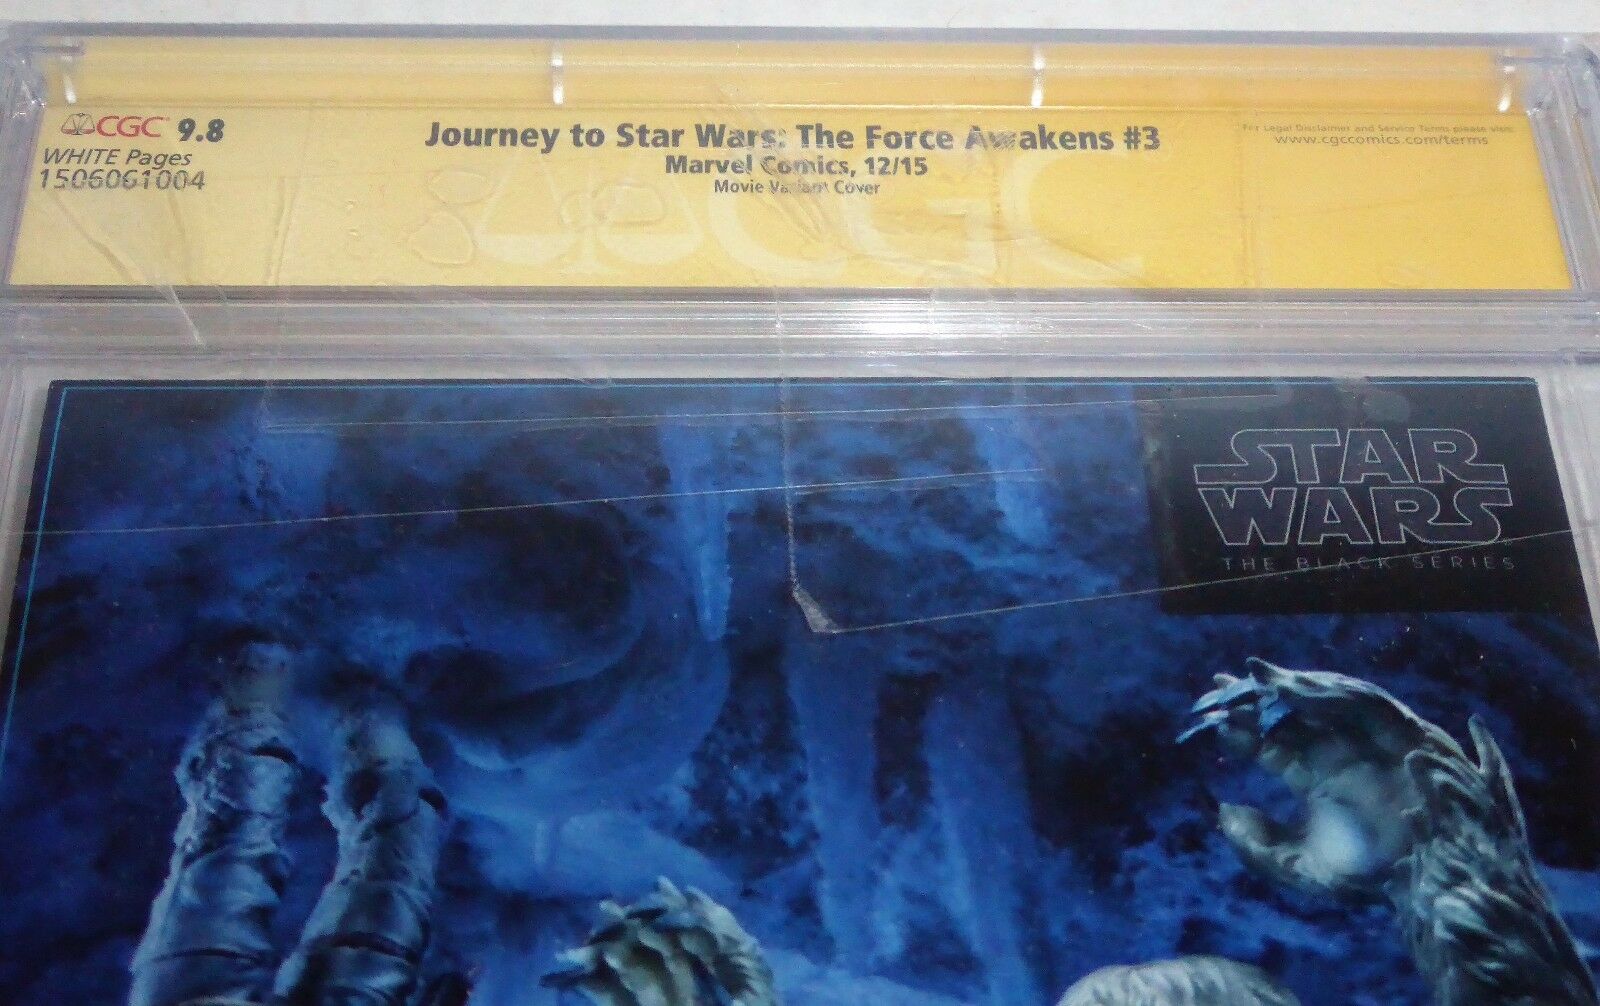 CGC 9.8
WHITE Pages
1506061004
Journey to Star Wars: The Force Awakens #3
Marvel Comics, 12/15
Movie Variant Cover
For Legal Disclaimer and Service Terms please visit:
www.cgccomics.com/terms
CGC
STAR
WARS
THE BLACK SERIES